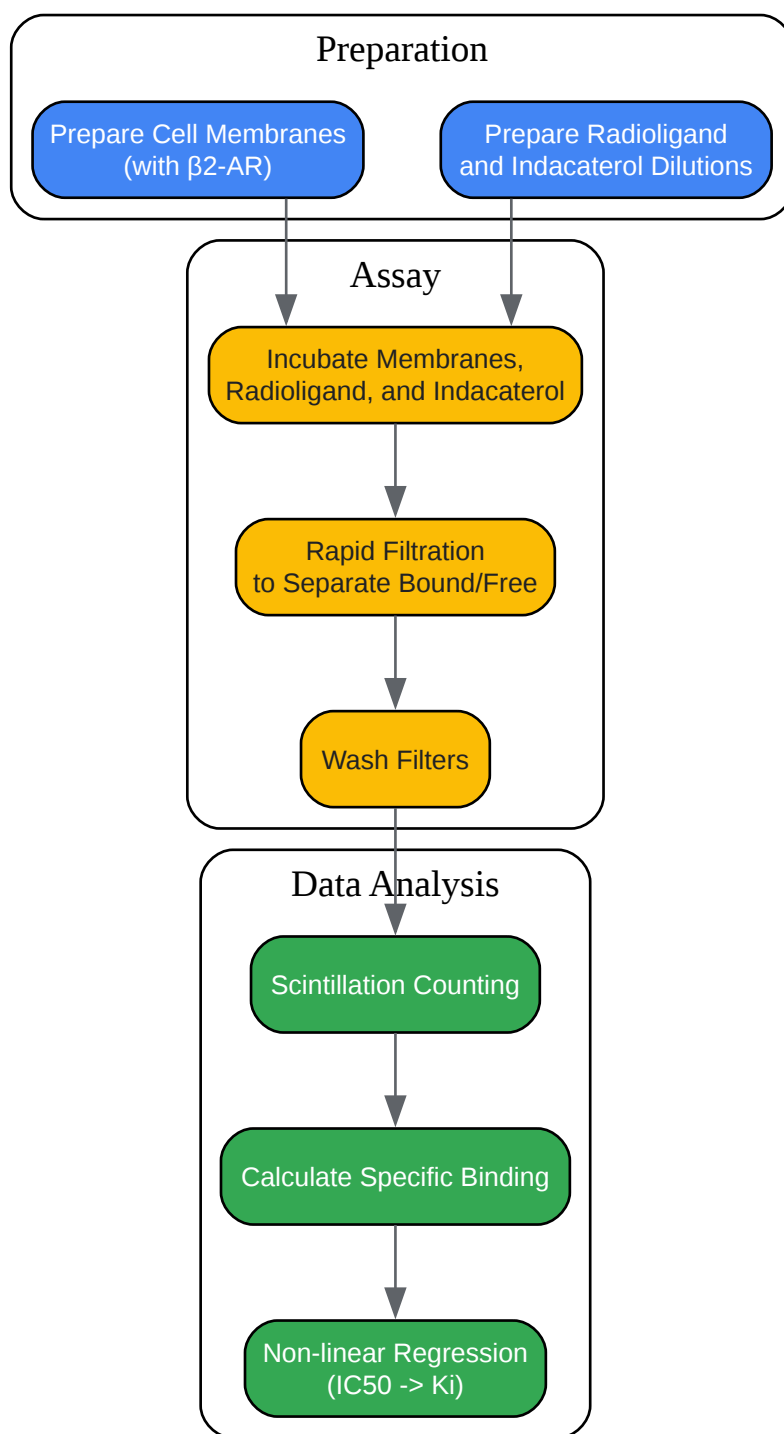 Preparation
Prepare Cell Membranes
(with β2-AR)
Prepare Radioligand
and Indacaterol Dilutions
Assay
Incubate Membranes,
Radioligand, and Indacaterol
Rapid Filtration
to Separate Bound/Free
Wash Filters
Data Analysis
Scintillation Counting
Calculate Specific Binding
Non-linear Regression
(IC50 -> Ki)